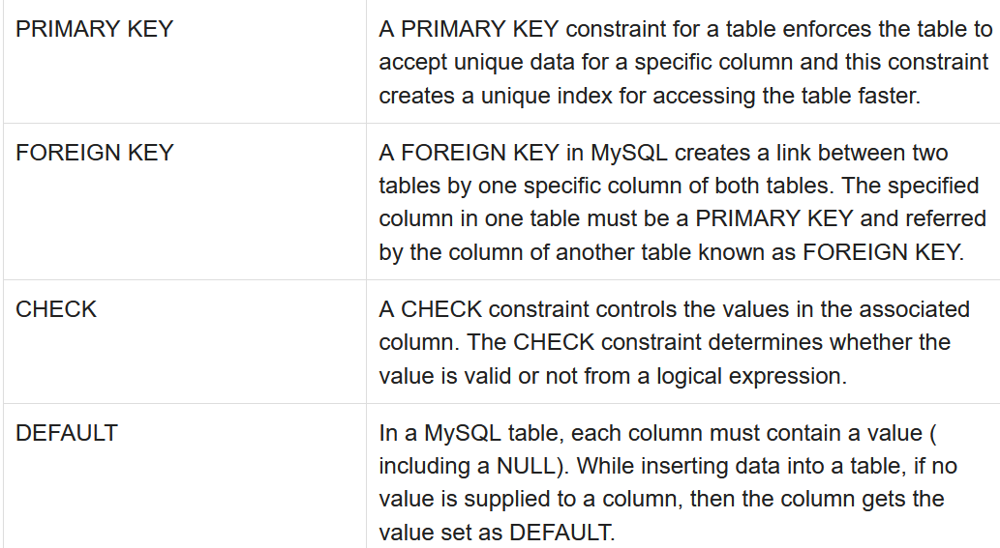 PRIMARY KEY
A PRIMARY KEY constraint for a table enforces the table to
accept unique data for a specific column and this constraint
creates a unique index for accessing the table faster.
FOREIGN KEY
A FOREIGN KEY in MySQL creates a link between two
tables by one specific column of both tables. The specified
column in one table must be a PRIMARY KEY and referred
by the column of another table known as FOREIGN KEY.
CHECK
A CHECK constraint controls the values in the associated
column. The CHECK constraint determines whether the
value is valid or not from a logical expression.
DEFAULT
In a MySQL table, each column must contain a value (
including a NULL). While inserting data into a table, if no
value is supplied to a column, then the column gets the
value set as DEFAULT.